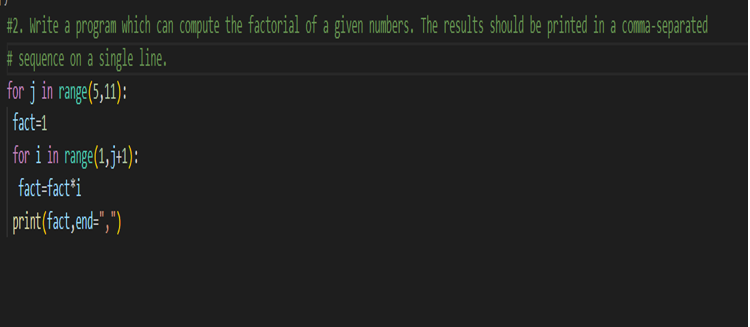 #2. Write a program which can compute the factorial of a given numbers. The results should be printed in a comma-separated
# sequence on a single line.
for j in range(5,11):
 fact=1
 for i in range(1,j+1):
  fact=fact*i
 print(fact,end=",")